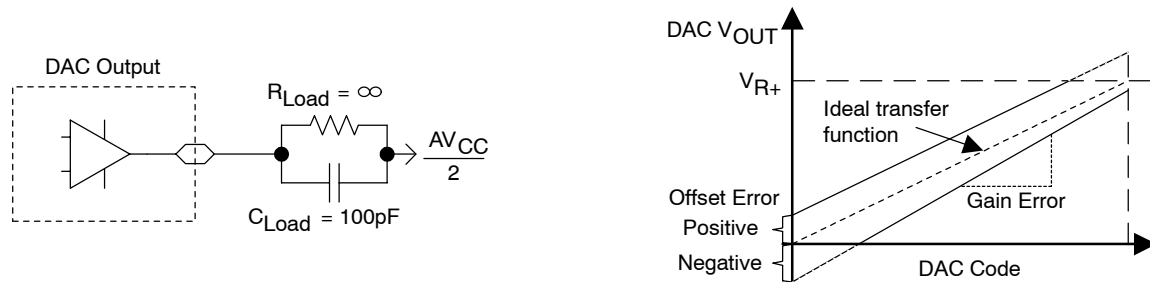 DAC Output
R_Load = ∞
C_Load = 100pF
AV_CC
2
DAC V_OUT
V_R+
Ideal transfer
function
Offset Error
Positive
Negative
Gain Error
DAC Code